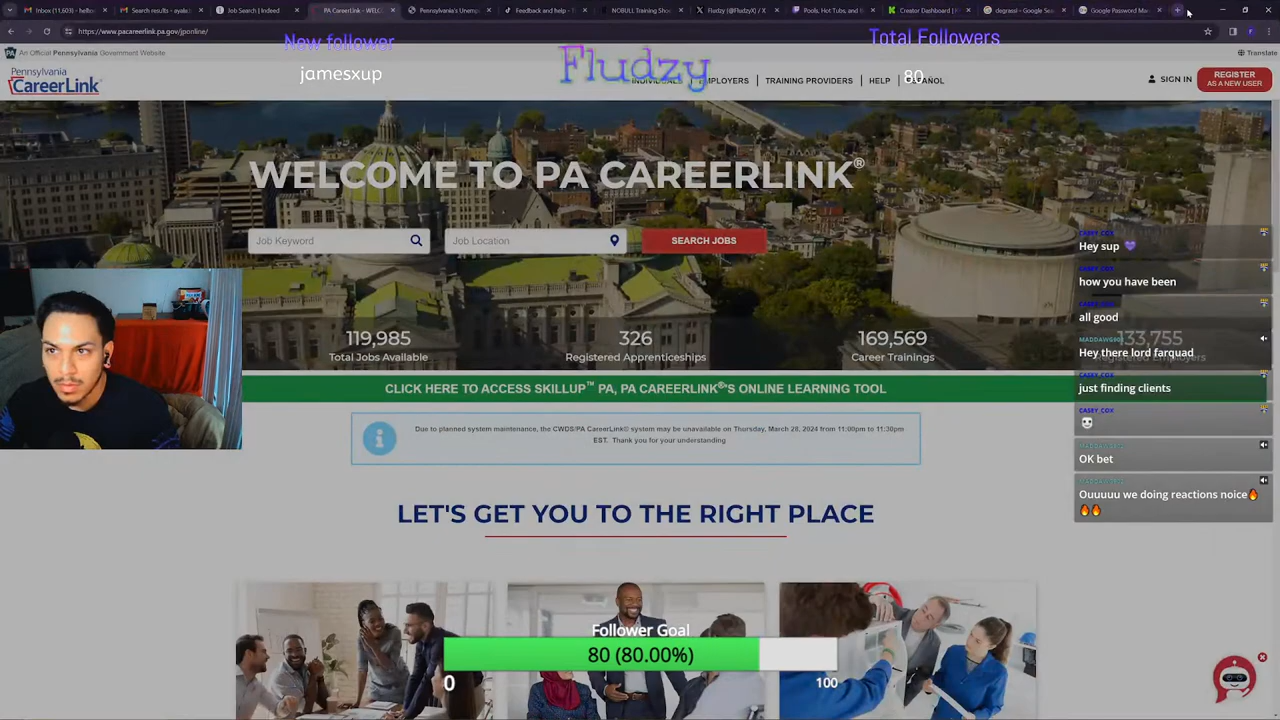 Inbox (11,603) - helbo
Search results - ayala
Job Search | Indeed
PA CareerLink - WELC
Pennsylvania's Unemp
Feedback and help - T
NOBULL Training Shoe
Fludzy (@FludzyX) / X
Pools, Hot Tubs, and B
Creator Dashboard | K
degrassi - Google Sea
Google Password Mana
https://www.pacareerlink.pa.gov/jponline/
An Official Pennsylvania Government Website
Translate
New follower
jamesxup
Fludzy
Total Followers
80
Pennsylvania
CareerLink
EMPLOYERS
TRAINING PROVIDERS
HELP
ESPAÑOL
SIGN IN
REGISTER
AS A NEW USER
WELCOME TO PA CAREERLINK®
Job Keyword
Job Location
SEARCH JOBS
119,985
Total Jobs Available
326
Registered Apprenticeships
169,569
Career Trainings
133,755
CLICK HERE TO ACCESS SKILLUP™ PA, PA CAREERLINK®'S ONLINE LEARNING TOOL
Due to planned system maintenance, the CWDS/PA CareerLink© system may be unavailable on Thursday, March 28, 2024 from 11:00pm to 11:30pm
EST. Thank you for your understanding
CASEY_COX
Hey sup 💜
CASEY_COX
how you have been
CASEY_COX
all good
Hey there lord farquad
CASEY_COX
just finding clients
CASEY_COX
OK bet
Ouuuuu we doing reactions noice🔥
🔥🔥
LET'S GET YOU TO THE RIGHT PLACE
Follower Goal
80 (80.00%)
0
100